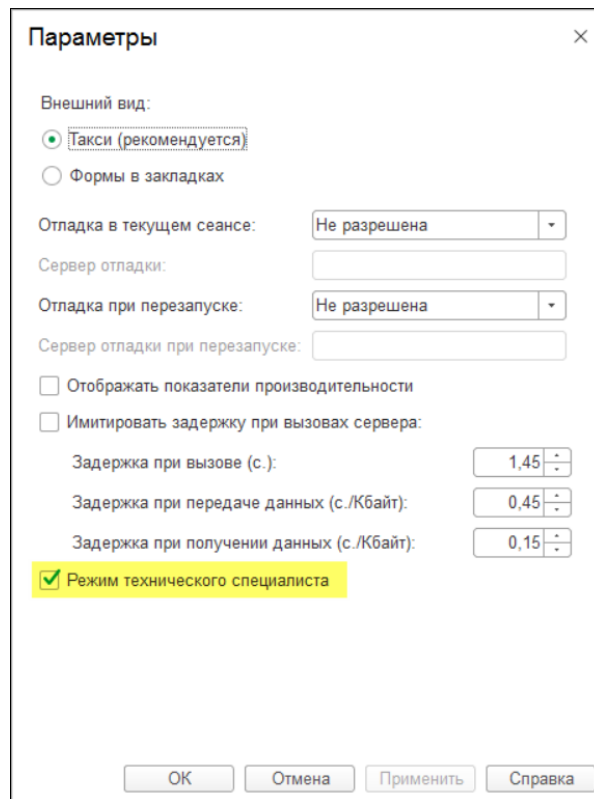 Параметры
Внешний вид:
Такси (рекомендуется)
Формы в закладках
Отладка в текущем сеансе: Не разрешена
Сервер отладки:
Отладка при перезапуске: Не разрешена
Сервер отладки при перезапуске:
Отображать показатели производительности
Имитировать задержку при вызовах сервера:
Задержка при вызове (с.): 1,45
Задержка при передаче данных (с./Кбайт): 0,45
Задержка при получении данных (с./Кбайт): 0,15
Режим технического специалиста
ОК Отмена Применить Справка